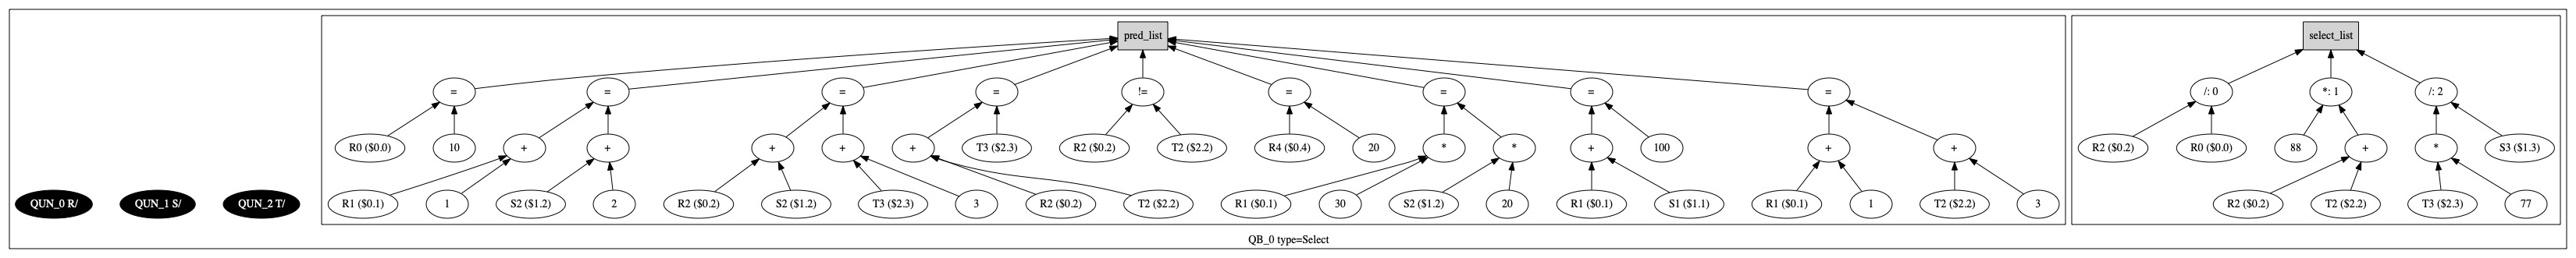 pred_list
select_list
=
=
=
=
!=
=
=
=
=
/: 0
*: 1
/: 2
R0 ($0.0)
10
+
+
+
+
+
T3 ($2.3)
R2 ($0.2)
T2 ($2.2)
R4 ($0.4)
20
*
*
+
100
+
+
R2 ($0.2)
R0 ($0.0)
88
+
*
S3 ($1.3)
QUN_0 R/
QUN_1 S/
QUN_2 T/
R1 ($0.1)
1
S2 ($1.2)
2
R2 ($0.2)
S2 ($1.2)
T3 ($2.3)
3
R2 ($0.2)
T2 ($2.2)
R1 ($0.1)
30
S2 ($1.2)
20
R1 ($0.1)
S1 ($1.1)
R1 ($0.1)
1
T2 ($2.2)
3
R2 ($0.2)
T2 ($2.2)
T3 ($2.3)
77
QB_0 type=Select